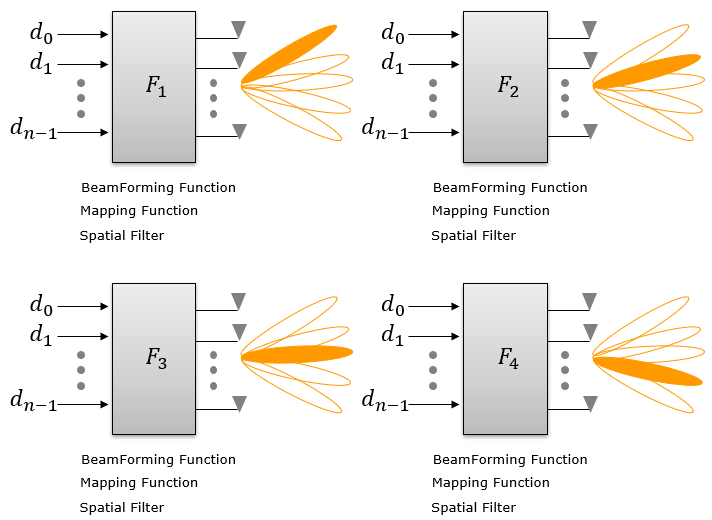 d₀ d₀
d₁ F₁ d₁ F₂
dₙ₋₁ dₙ₋₁
BeamForming Function BeamForming Function
Mapping Function Mapping Function
Spatial Filter Spatial Filter
d₀ d₀
d₁ F₃ d₁ F₄
dₙ₋₁ dₙ₋₁
BeamForming Function BeamForming Function
Mapping Function Mapping Function
Spatial Filter Spatial Filter